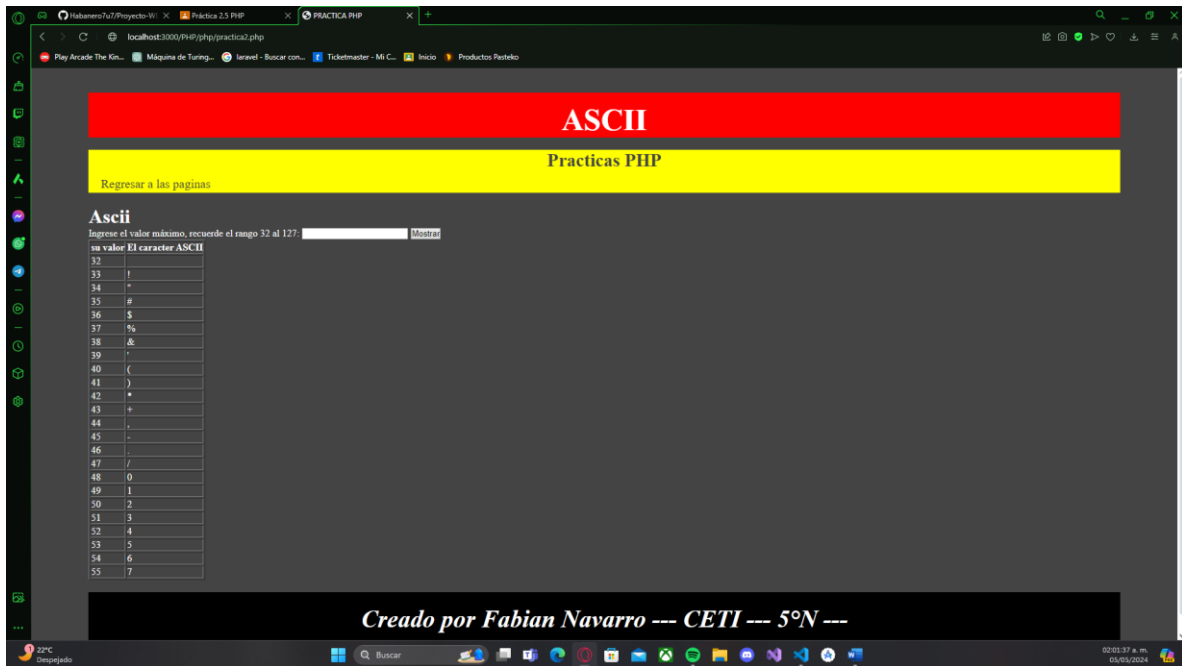 Habanero7u7/Proyecto-W
Práctica 2.5 PHP
PRACTICA PHP
localhost:3000/PHP/php/practica2.php
Play Arcade The Kin...
Máquina de Turing...
laravel - Buscar con...
Ticketmaster - Mi C...
Inicio
Productos Pasteko
ASCII
Practicas PHP
Regresar a las paginas
Ascii
Ingrese el valor máximo, recuerde el rango 32 al 127: Mostrar
su valor El caracter ASCII
32
33 !
34 "
35 #
36 $
37 %
38 &
39 '
40 (
41 )
42 *
43 +
44 ,
45 -
46 .
47 /
48 0
49 1
50 2
51 3
52 4
53 5
54 6
55 7
Creado por Fabian Navarro --- CETI --- 5°N ---
22°C
Despejado
Buscar
02:01:37 a. m.
05/05/2024